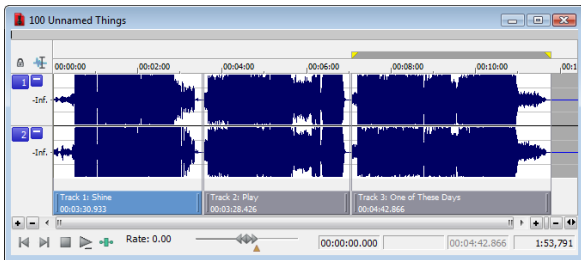 100 Unnamed Things
00:00:00 00:02:00 00:04:00 00:06:00 00:08:00 00:10:00 00:1
1
-Inf.
2
-Inf.
Track 1: Shine Track 2: Play Track 3: One of These Days
00:03:30.933 00:03:28.426 00:04:42.866
Rate: 0.00 00:00:00.000 00:04:42.866 1:53,791